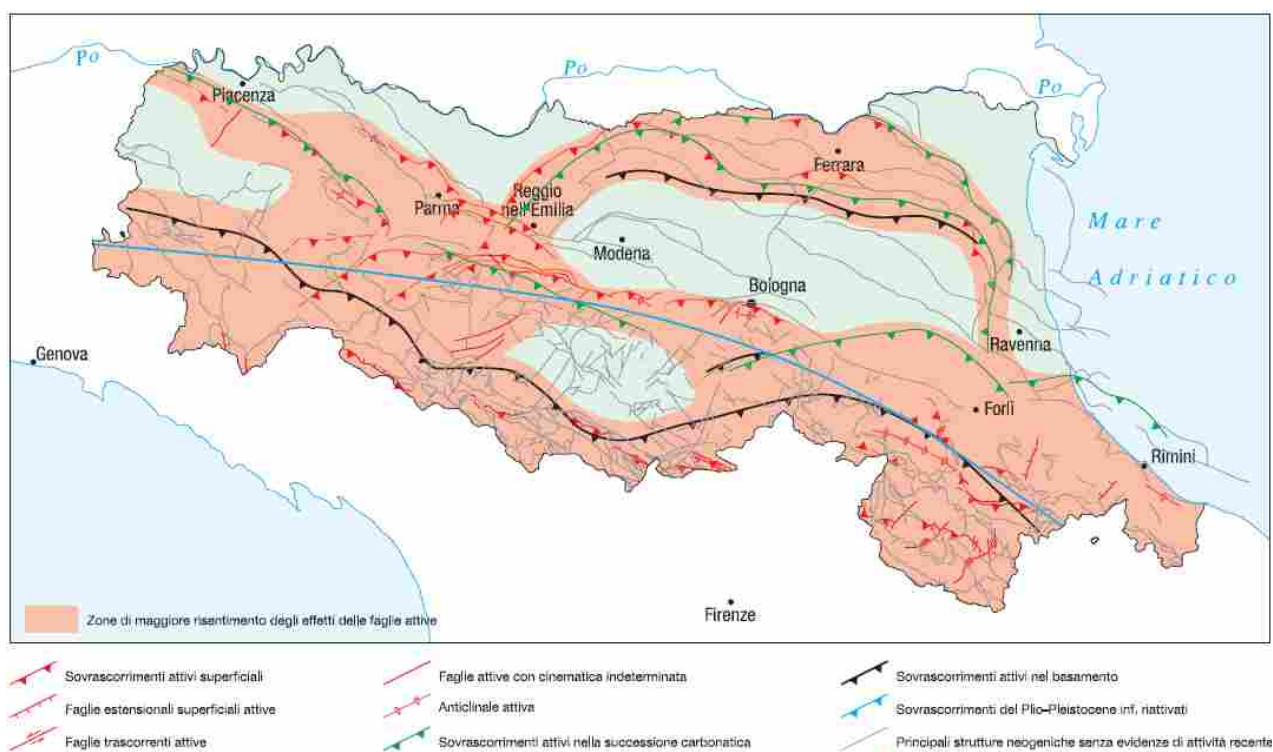 Po
Po
Po
Piacenza
Ferrara
Parma
Reggio
nell'Emilia
Modena
Mare
Adriatico
Bologna
Ravenna
Genova
Forlì
Rimini
Firenze
Zone di maggiore risentimento degli effetti delle faglie attive
Sovrascorrimenti attivi superficiali
Faglie attive con cinematica indeterminata
Sovrascorrimenti attivi nel basamento
Faglie estensionali superficiali attive
Anticlinale attiva
Sovrascorrimenti del Plio-Pleistocene inf. riattivati
Faglie trascorrenti attive
Sovrascorrimenti attivi nella successione carbonatica
Principali strutture neogeniche senza evidenze di attività recente